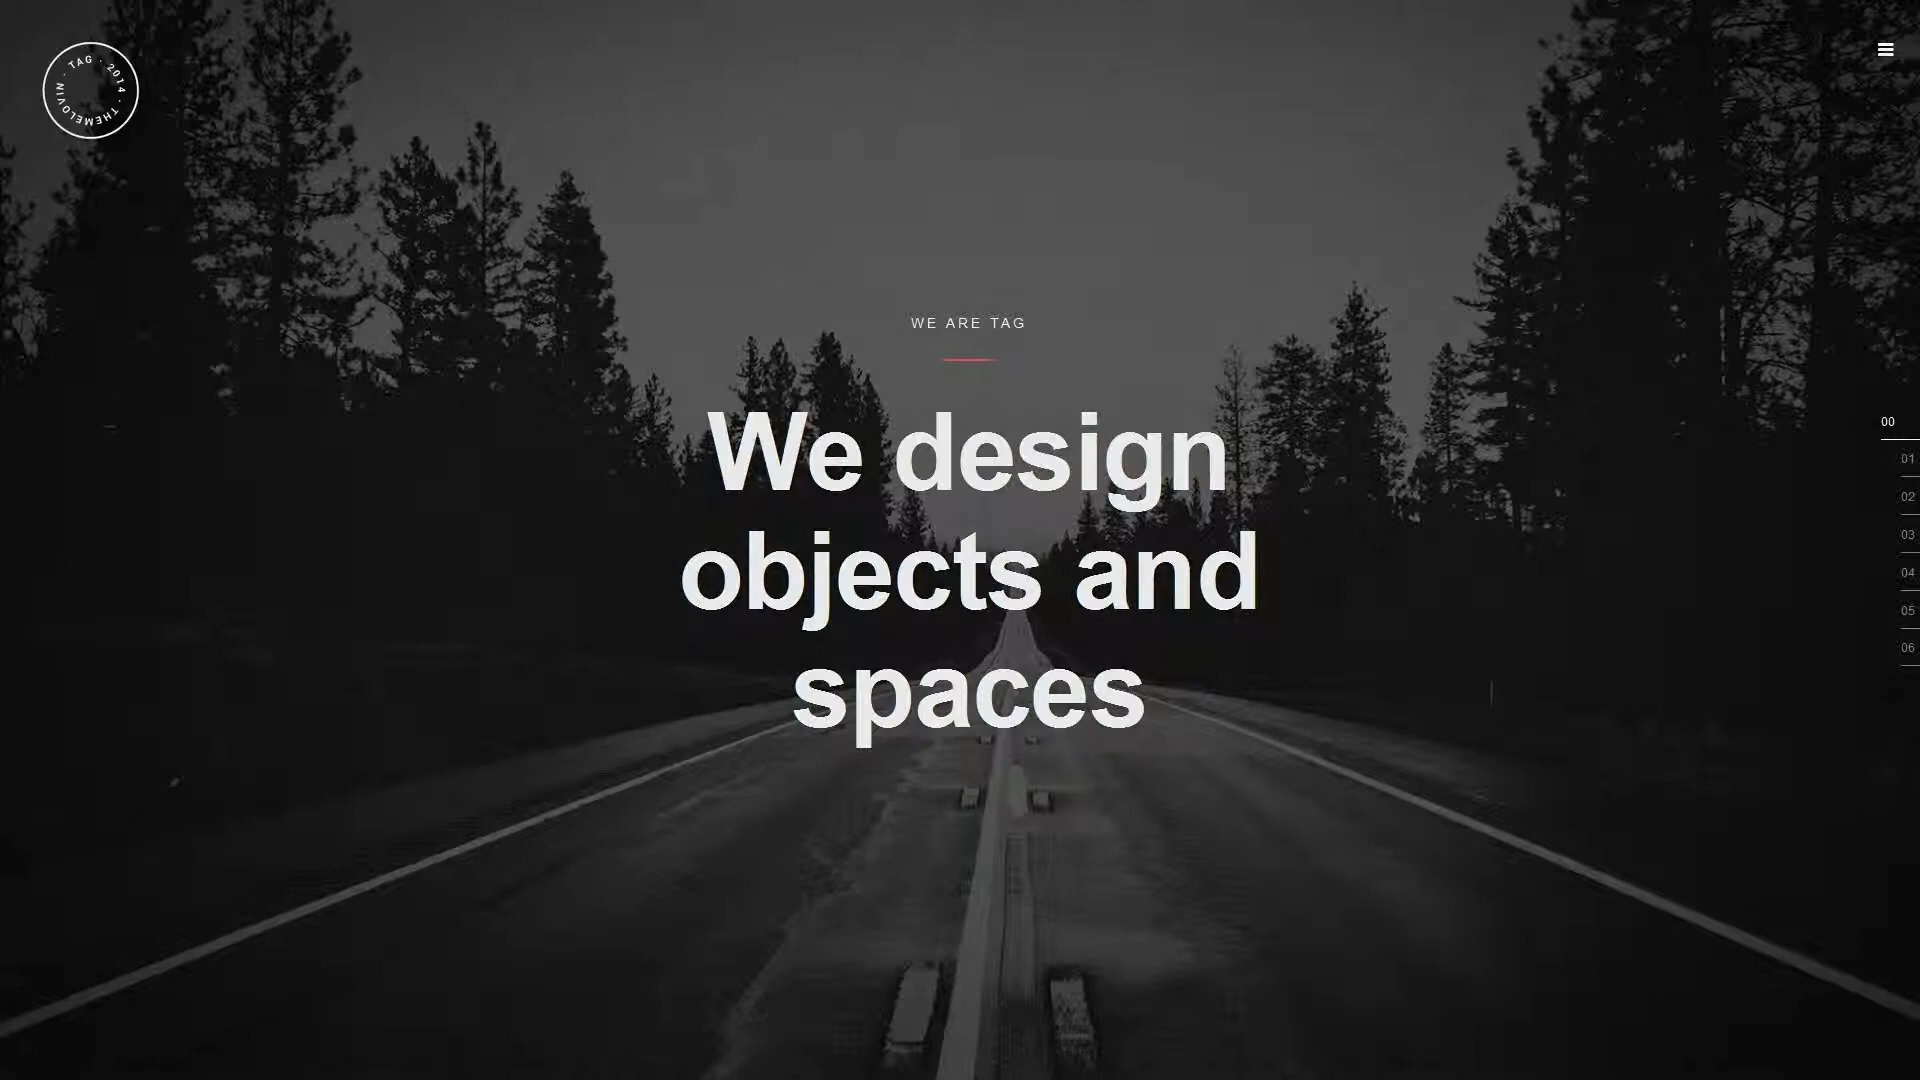 · TAG · 2014 · THEMELOVIN
WE ARE TAG
We design
objects and
spaces
00
01
02
03
04
05
06